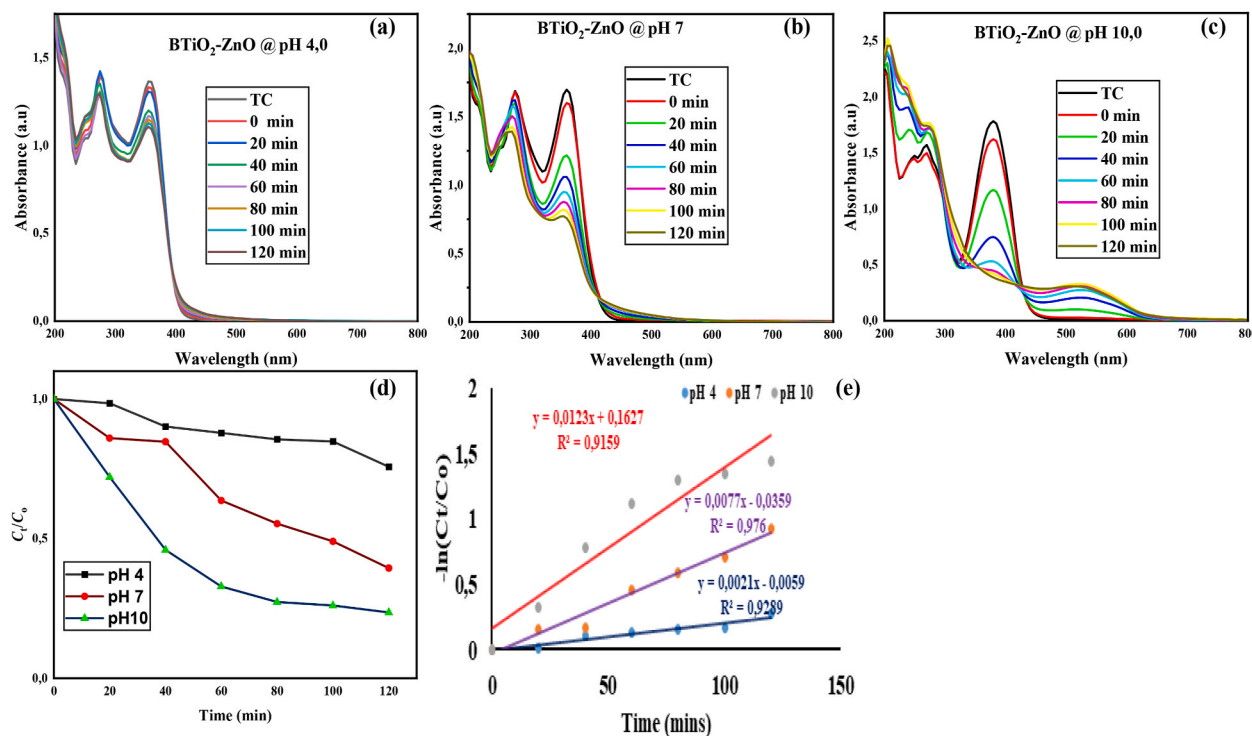 (a)
BTiO₂-ZnO @ pH 4,0
TC
0 min
20 min
40 min
60 min
80 min
100 min
120 min
Absorbance (a.u)
1,5
1,0
0,5
0,0
200 300 400 500 600 700 800
Wavelength (nm)
(b)
BTiO₂-ZnO @ pH 7
TC
0 min
20 min
40 min
60 min
80 min
100 min
120 min
Absorbance (a.u)
2,0
1,5
1,0
0,5
0,0
200 300 400 500 600 700 800
Wavelength (nm)
(c)
BTiO₂-ZnO @ pH 10,0
TC
0 min
20 min
40 min
60 min
80 min
100 min
120 min
Absorbance (a.u)
2.5
2.0
1.5
1,0
0,5
0,0
200 300 400 500 600 700 80
Wavelength (nm)
(d)
Cₜ/Cₒ
1,0
0,5
0,0
pH 4
pH 7
pH10
0 20 40 60 80 100 120
Time (min)
(e)
pH 4 pH 7 pH 10
-ln(Ct/Co)
2
1,5
1
0,5
0
y = 0,0123x + 0,1627
R² = 0,9159
y = 0,0077x - 0,0359
R² = 0,976
y = 0,0021x - 0,0059
R² = 0,9289
0 50 100 150
Time (mins)